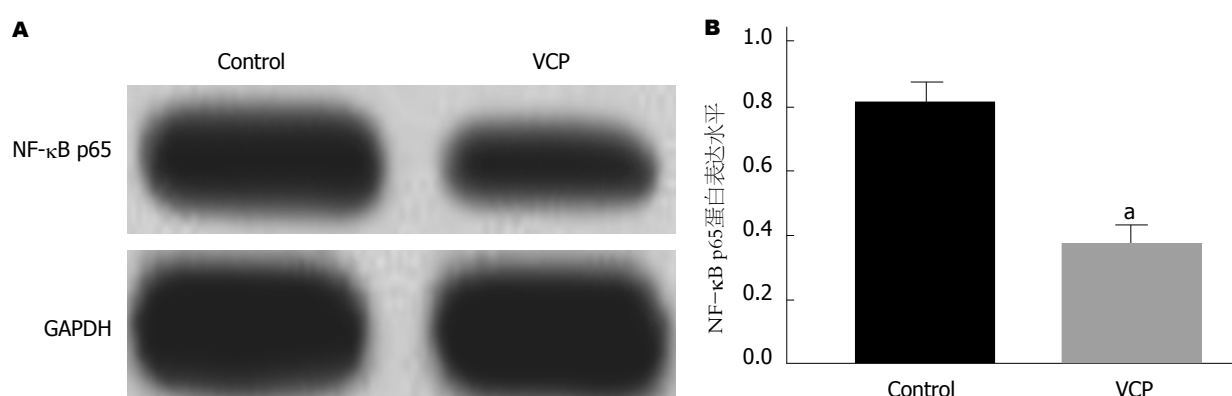 A
Control VCP
NF-κB p65
GAPDH
B
NF-κB p65蛋白表达水平
1.0
0.8
0.6
0.4
0.2
0.0
a
Control VCP